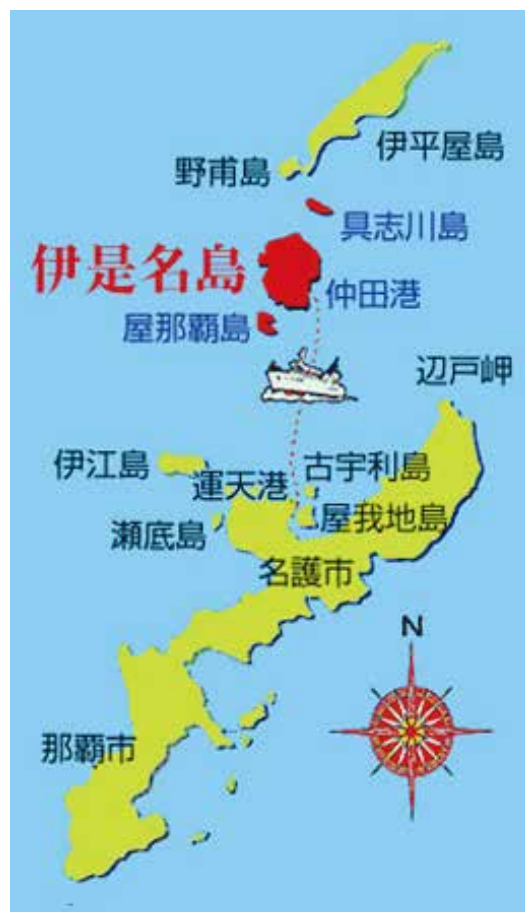 伊平屋島
野甫島
具志川島
伊是名島
仲田港
屋那覇島
辺戸岬
伊江島
古宇利島
運天港
屋我地島
瀬底島
名護市
N
那覇市